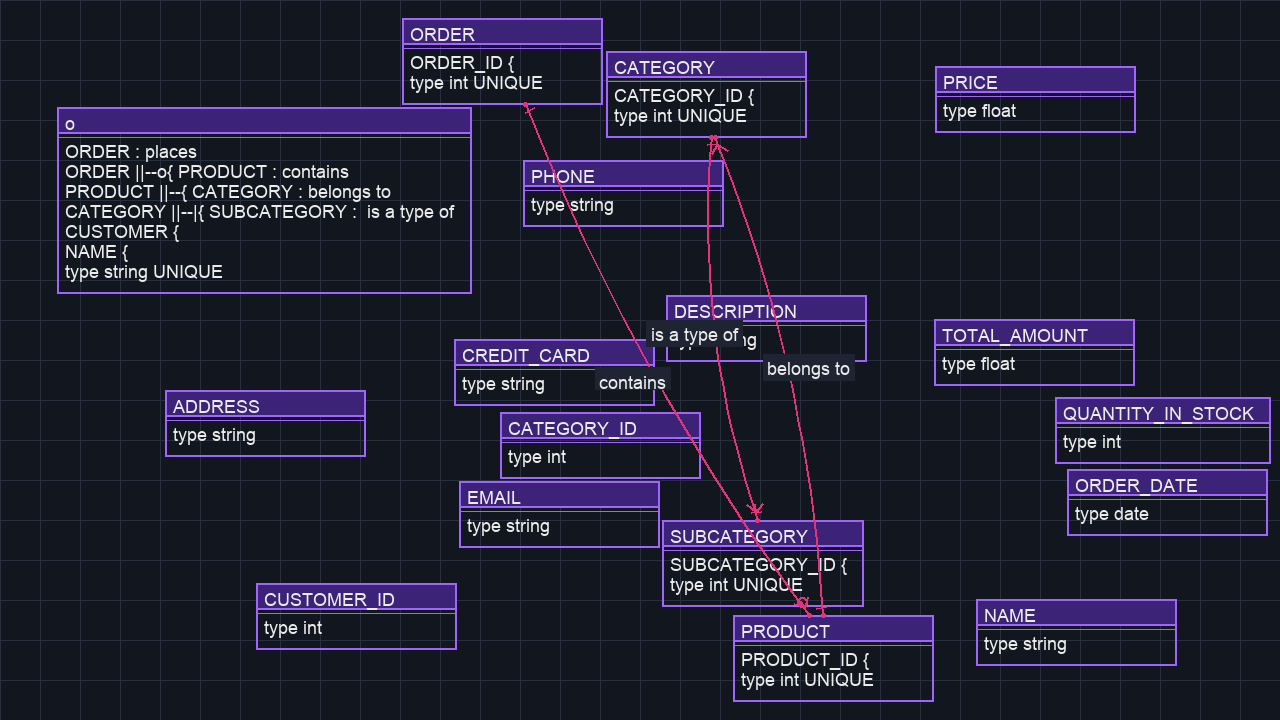 ORDER
ORDER_ID {
type int UNIQUE
CATEGORY
CATEGORY_ID {
type int UNIQUE
PRICE
type float
o
ORDER : places
ORDER ||--o{ PRODUCT : contains
PRODUCT ||--{ CATEGORY : belongs to
CATEGORY ||--|{ SUBCATEGORY :  is a type of
CUSTOMER {
NAME {
type string UNIQUE
PHONE
type string
DESCRIPTION
is a type of
belongs to
TOTAL_AMOUNT
type float
CREDIT_CARD
type string
contains
ADDRESS
type string
CATEGORY_ID
type int
QUANTITY_IN_STOCK
type int
ORDER_DATE
type date
EMAIL
type string
SUBCATEGORY
SUBCATEGORY_ID {
type int UNIQUE
CUSTOMER_ID
type int
PRODUCT
PRODUCT_ID {
type int UNIQUE
NAME
type string